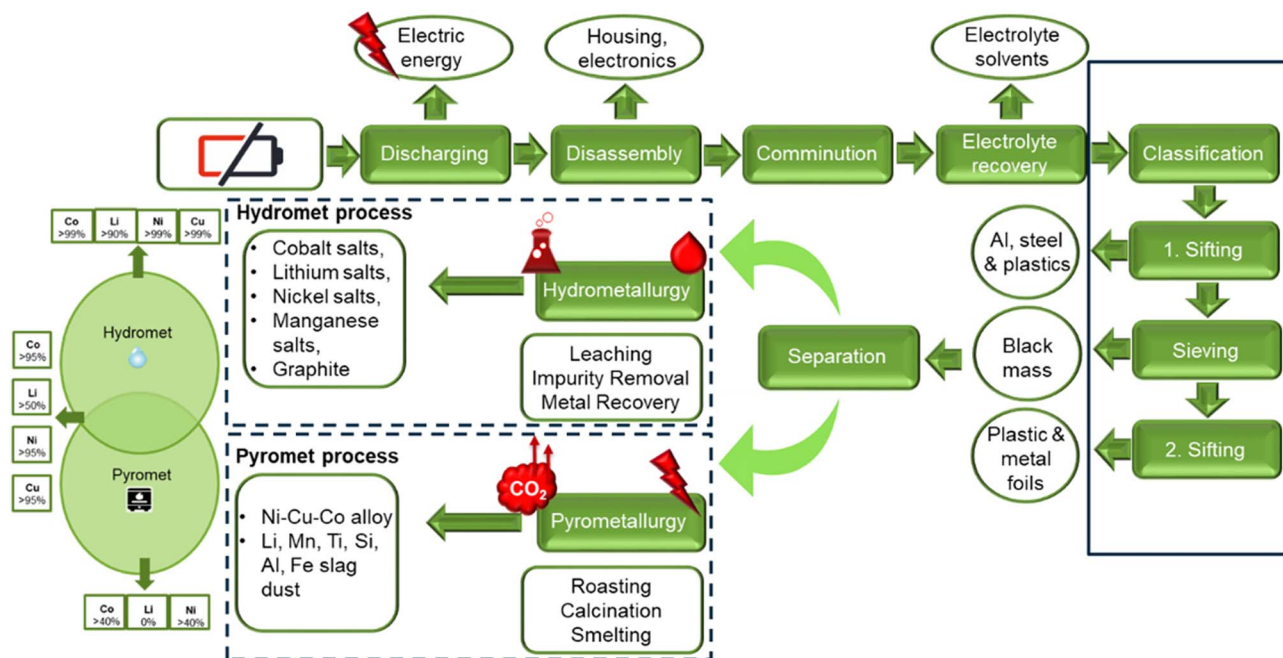 Electric
energy
Housing,
electronics
Electrolyte
solvents
Discharging
Disassembly
Comminution
Electrolyte
recovery
Classification
Co
>99%
Li
>90%
Ni
>99%
Cu
>99%
Hydromet process
• Cobalt salts,
• Lithium salts,
• Nickel salts,
• Manganese
salts,
• Graphite
Hydrometallurgy
Leaching
Impurity Removal
Metal Recovery
Al, steel
& plastics
1. Sifting
Separation
Black
mass
Sieving
Plastic &
metal
foils
2. Sifting
Hydromet
Co
>95%
Li
>50%
Ni
>95%
Cu
>95%
Pyromet
Pyromet process
• Ni-Cu-Co alloy
• Li, Mn, Ti, Si,
Al, Fe slag
dust
CO2
Pyrometallurgy
Roasting
Calcination
Smelting
Co
>40%
Li
0%
Ni
>40%